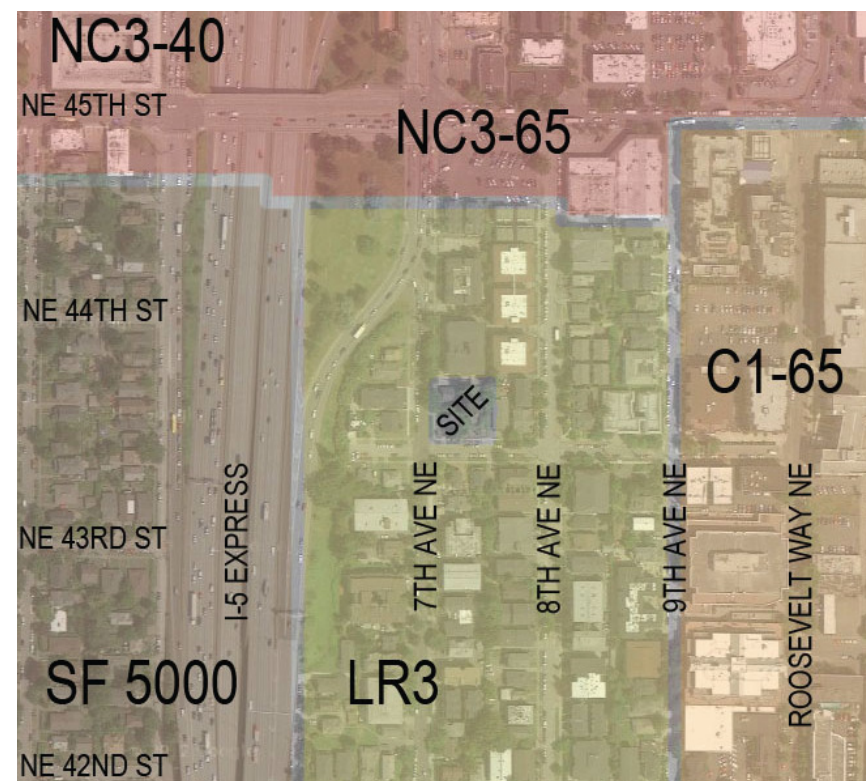 NC3-40
NE 45TH ST
NC3-65
NE 44TH ST
C1-65
SITE
I-5 EXPRESS
7TH AVE NE
8TH AVE NE
9TH AVE NE
ROOSEVELT WAY NE
NE 43RD ST
SF 5000
LR3
NE 42ND ST